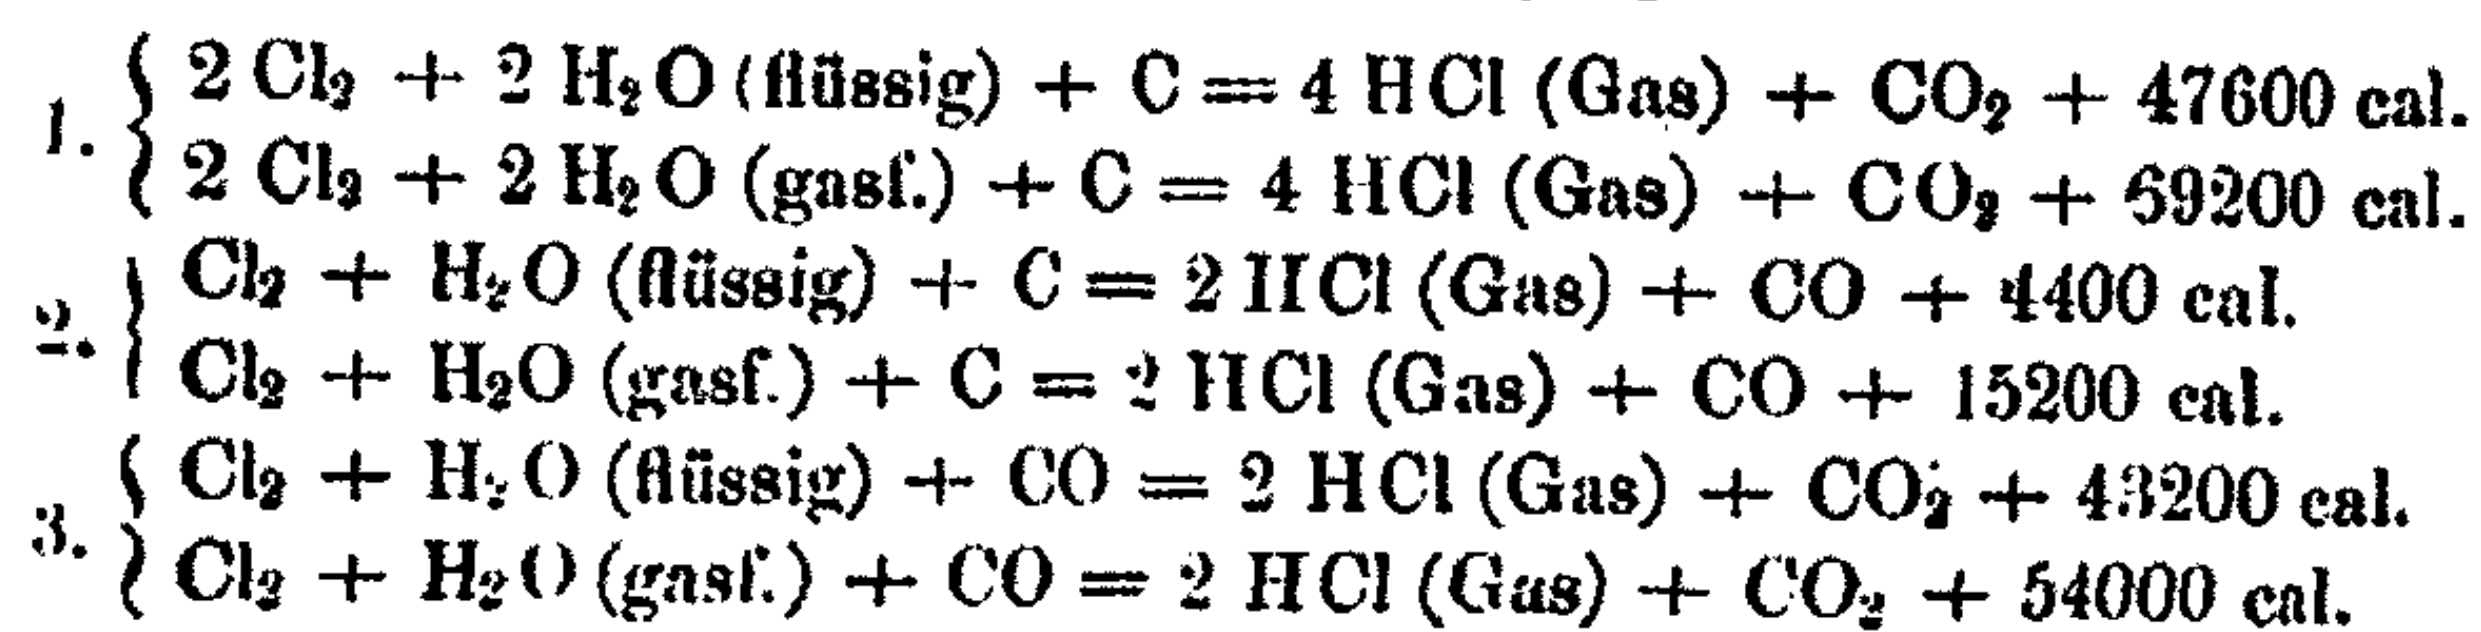 1. { 2 Cl₂ + 2 H₂O (flüssig) + C = 4 HCl (Gas) + CO₂ + 47600 cal.
2 Cl₂ + 2 H₂O (gasf.) + C = 4 HCl (Gas) + CO₂ + 69200 cal.
2. { Cl₂ + H₂O (flüssig) + C = 2 HCl (Gas) + CO + 4400 cal.
Cl₂ + H₂O (gasf.) + C = 2 HCl (Gas) + CO + 15200 cal.
3. { Cl₂ + H₂O (flüssig) + CO = 2 HCl (Gas) + CO₂ + 43200 cal.
Cl₂ + H₂O (gasf.) + CO = 2 HCl (Gas) + CO₂ + 54000 cal.